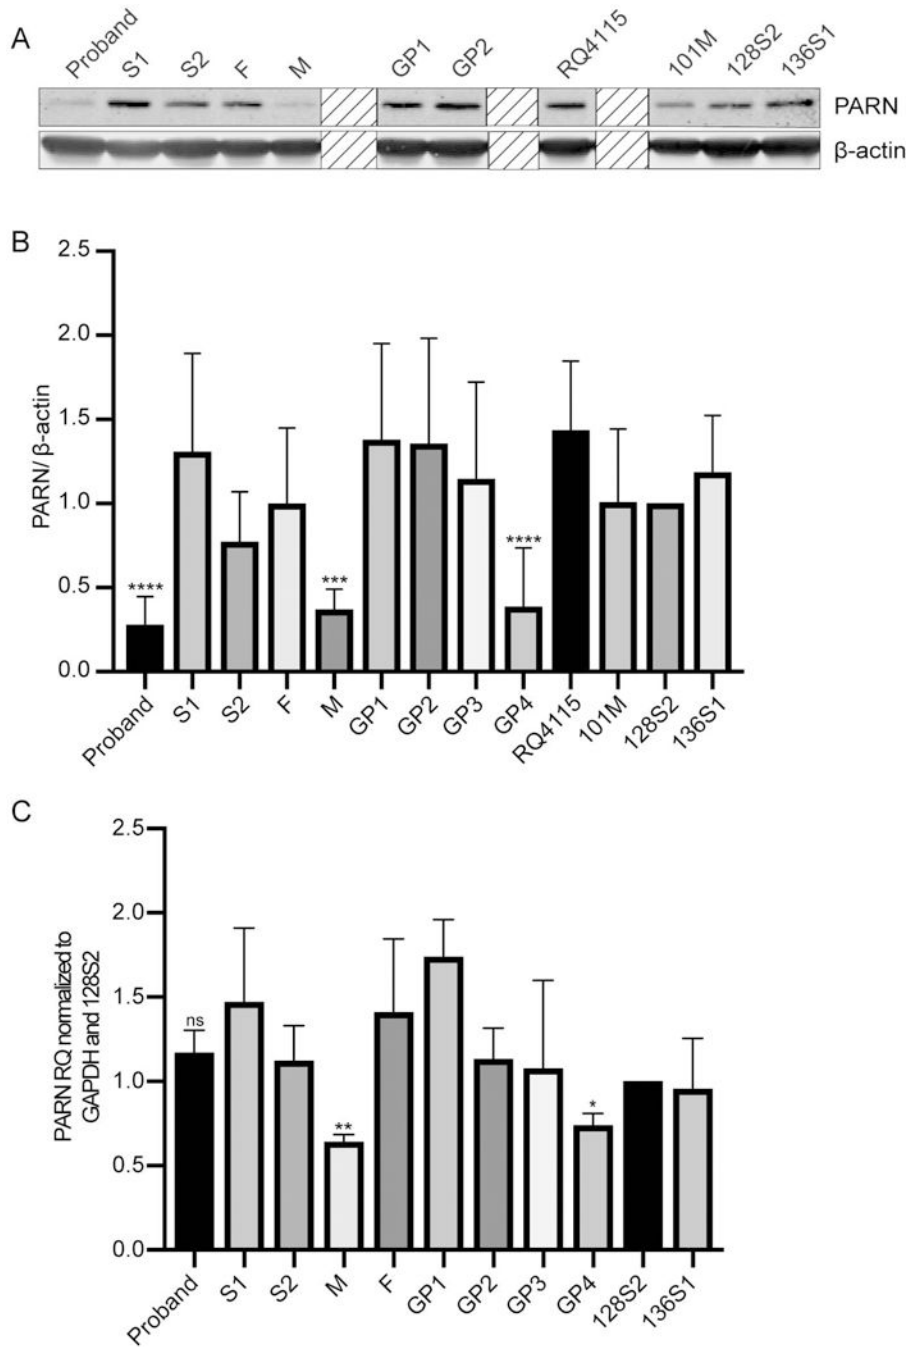 A
Proband S1 S2 F M GP1 GP2 RQ4115 101M 128S2 136S1
PARN
β-actin
B
PARN/ β-actin
2.5
2.0
1.5
1.0
0.5
0.0
**** *** ****
Proband S1 S2 F M GP1 GP2 GP3 GP4 RQ4115 101M 128S2 136S1
C
PARN RQ normalized to
GAPDH and 128S2
2.5
2.0
1.5
1.0
0.5
0.0
ns ** *
Proband S1 S2 M F GP1 GP2 GP3 GP4 128S2 136S1